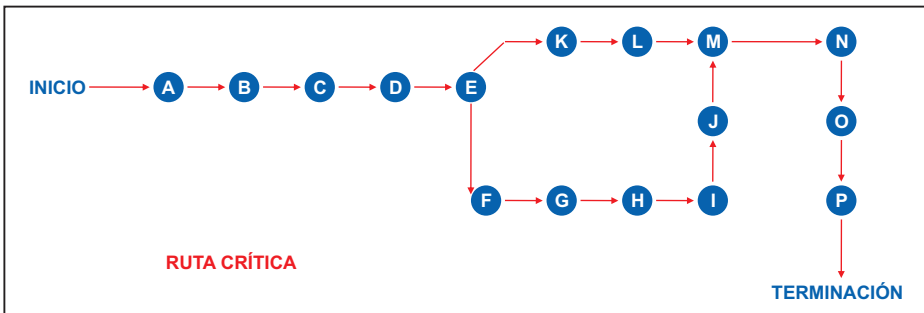 K L M N
INICIO A B C D E
J O
F G H I P
RUTA CRÍTICA
TERMINACIÓN